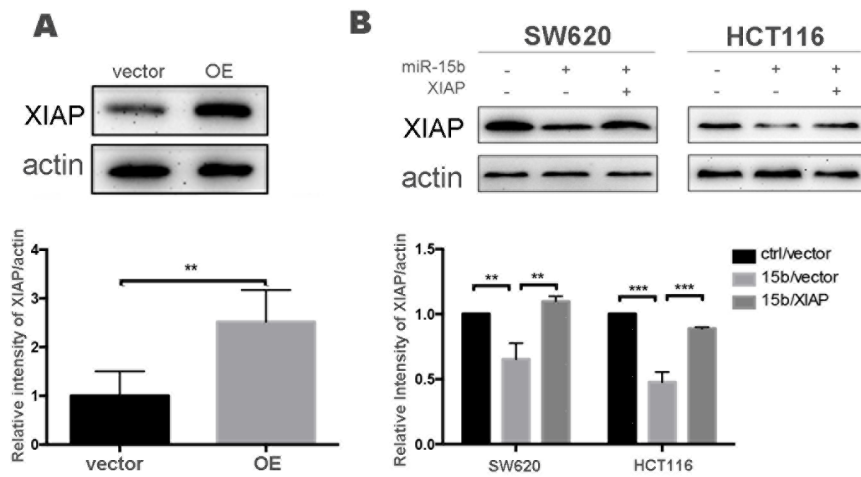 A
vector OE
XIAP
actin
Relative intensity of XIAP/actin
4
3
2
1
0
**
vector OE
B
SW620 HCT116
miR-15b - + + - + +
XIAP - - + - - +
XIAP
actin
Relative Intensity of XIAP/actin
1.5
1.0
0.5
0.0
** ** *** ***
SW620 HCT116
ctrl/vector
15b/vector
15b/XIAP